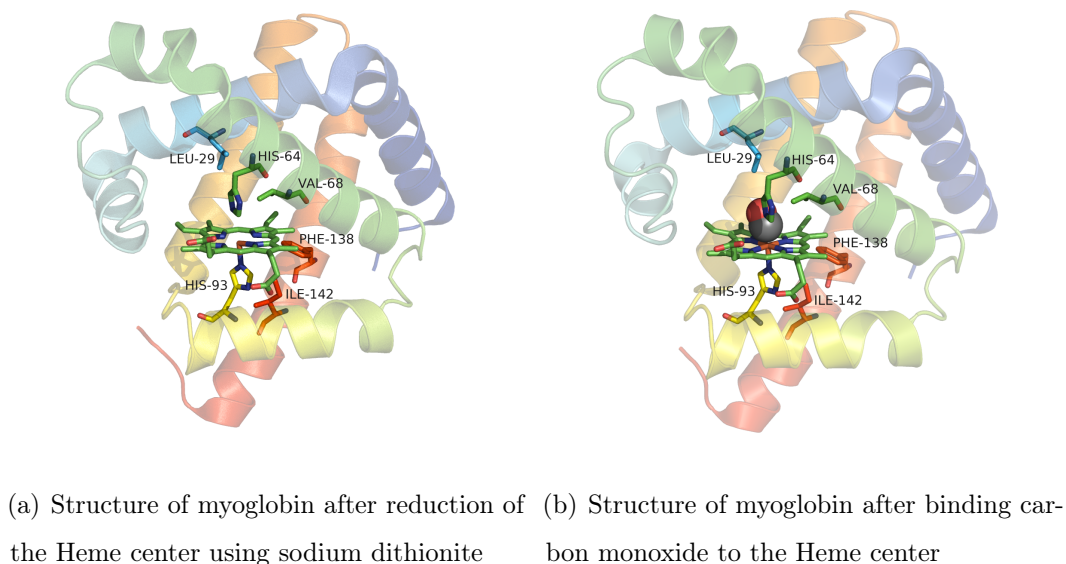 LEU-29
HIS-64
VAL-68
PHE-138
HIS-93
ILE-142
LEU-29
HIS-64
VAL-68
PHE-138
HIS-93
ILE-142
(a) Structure of myoglobin after reduction of
the Heme center using sodium dithionite
(b) Structure of myoglobin after binding car-
bon monoxide to the Heme center